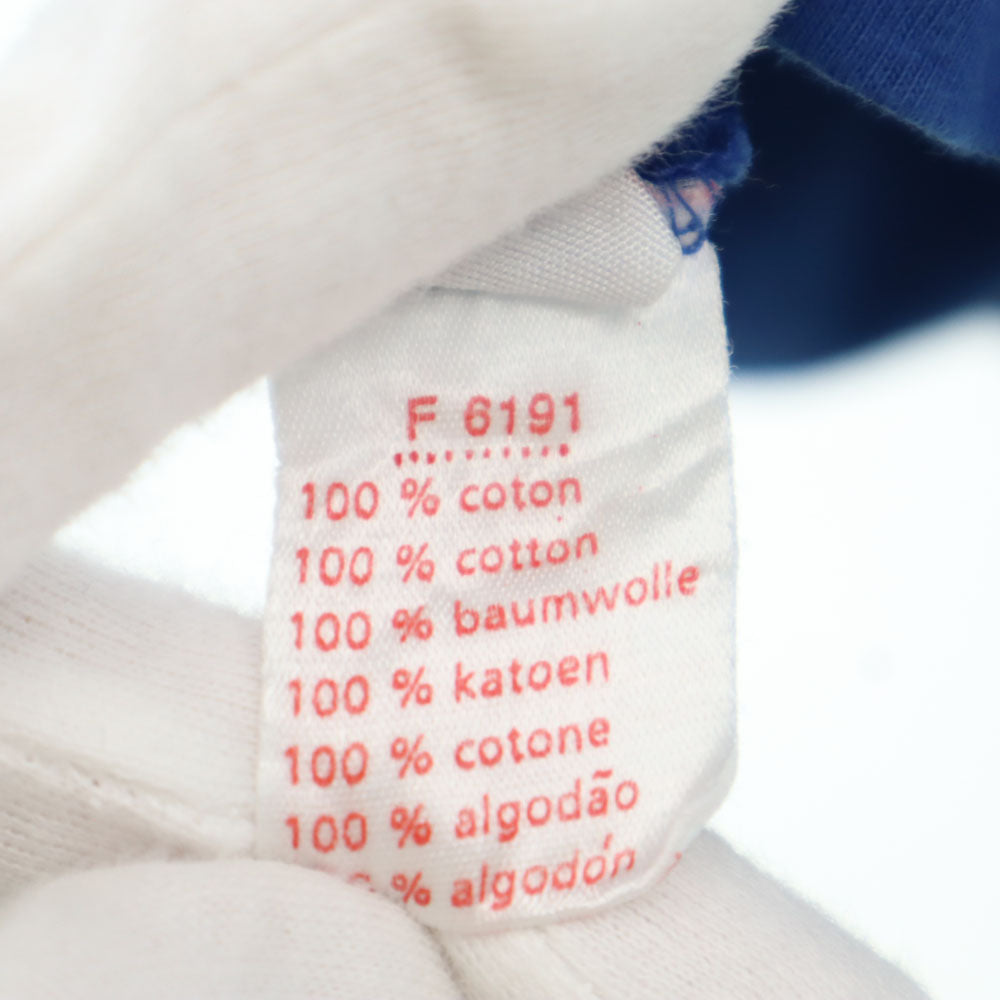 F 6191
100 % coton
100 % cotton
100 % baumwolle
100 % katoen
100 % cotone
100 % algodão
% algodón